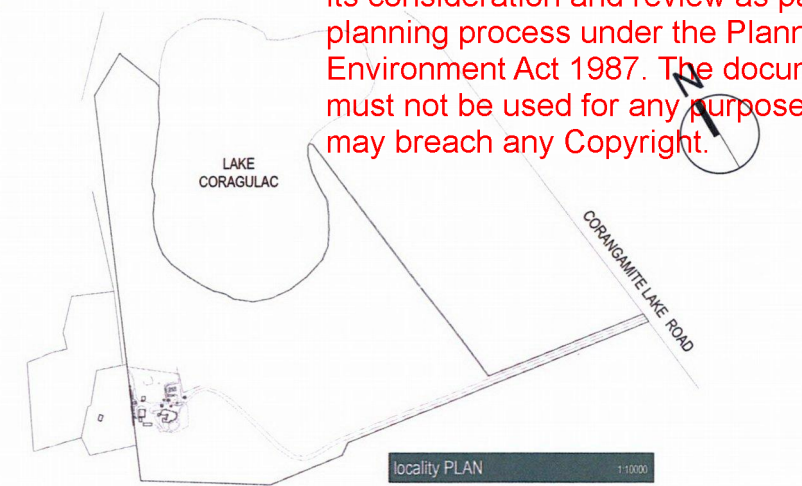 its consideration and review as pa
planning process under the Plann
Environment Act 1987. The docum
must not be used for any purpose
may breach any Copyright.
N
LAKE
CORAGULAC
CORANGAMITE LAKE ROAD
locality PLAN
1:10000